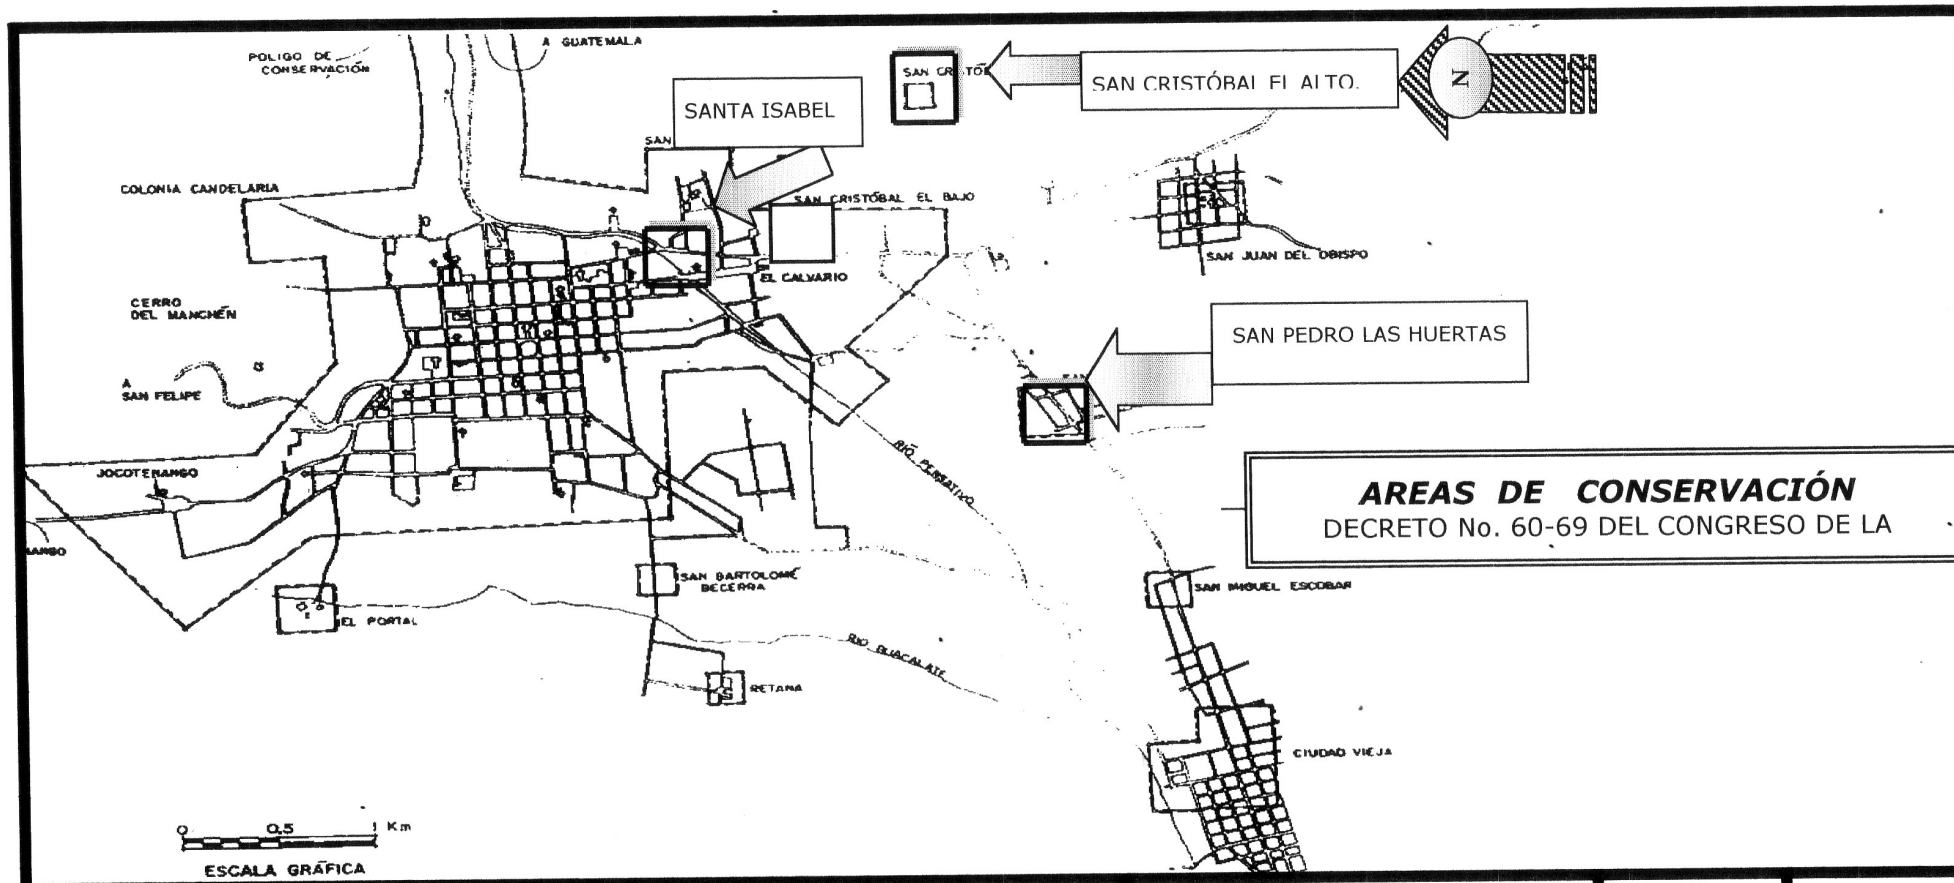 POLIGO DE
CONSERVACIÓN
A GUATEMALA
SANTA ISABEL
SAN
SAN CRISTÓBAL EL ALTO.
N
COLONIA CANDELARIA
SAN CRISTÓBAL EL BAJO
EL CALVARIO
SAN JUAN DEL OBISPO
CERRO
DEL MANCHÉN
SAN PEDRO LAS HUERTAS
A
SAN FELIPE
JOCOTENANGO
RÍO PENSATIVO
AREAS DE CONSERVACIÓN
DECRETO No. 60-69 DEL CONGRESO DE LA
SAN BARTOLOMÉ
BECERRA
EL PORTAL
SAN MIGUEL ESCOBAR
RIO GUACALATE
RETANA
CIUDAD VIEJA
0 0.5 1 Km
ESCALA GRÁFICA